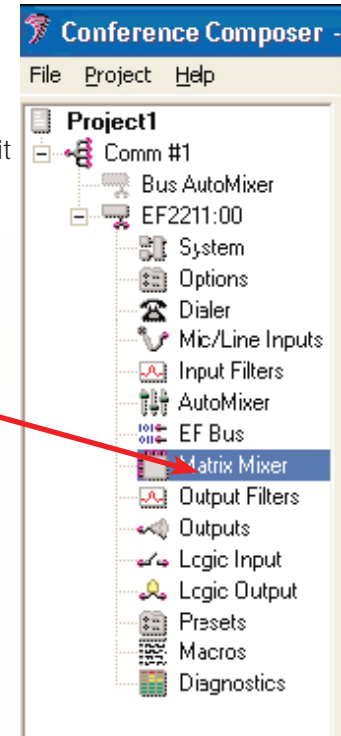 Conference Composer -
File Project Help
Project1
it
Comm #1
Bus AutoMixer
EF2211:00
System
Options
Dialer
Mic/Line Inputs
Input Filters
AutoMixer
EF Bus
Matrix Mixer
Output Filters
Outputs
Logic Input
Logic Output
Presets
Macros
Diagnostics